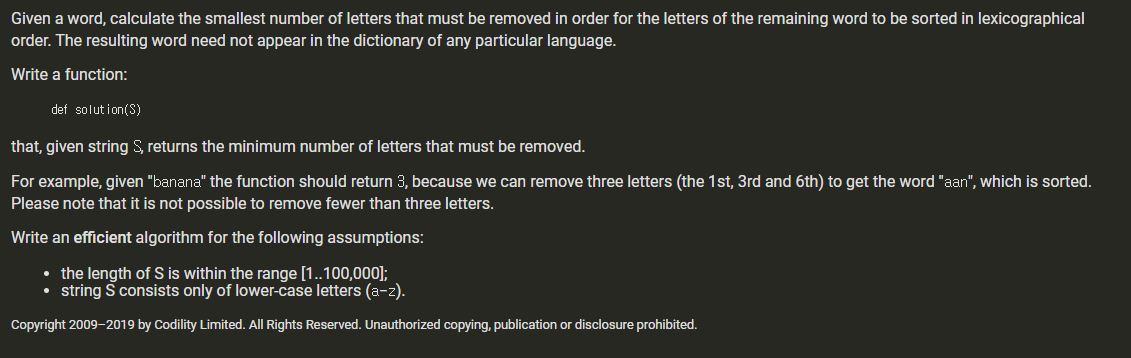 Given a word, calculate the smallest number of letters that must be removed in order for the letters of the remaining word to be sorted in lexicographical
order. The resulting word need not appear in the dictionary of any particular language.
Write a function:
def solution(S)
that, given string S, returns the minimum number of letters that must be removed.
For example, given "banana" the function should return 3, because we can remove three letters (the 1st, 3rd and 6th) to get the word "aan", which is sorted.
Please note that it is not possible to remove fewer than three letters.
Write an efficient algorithm for the following assumptions:
• the length of S is within the range [1..100,000];
• string S consists only of lower-case letters (a-z).
Copyright 2009–2019 by Codility Limited. All Rights Reserved. Unauthorized copying, publication or disclosure prohibited.